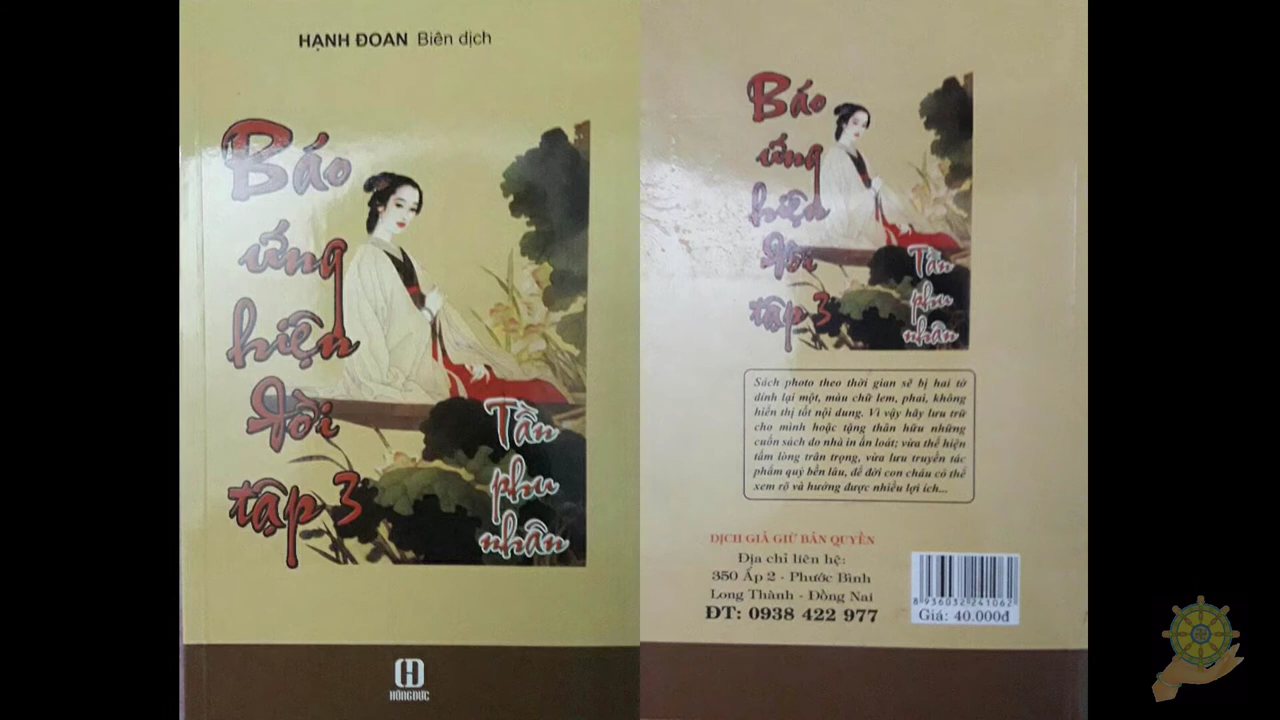 HẠNH ĐOAN Biên dịch
Báo
ứng
hiện
đời
tập 3
Tần
phu
nhân
HỒNG ĐỨC
Báo
ứng
hiện
đời
tập 3
Tần
phu
nhân
Sách photo theo thời gian sẽ bị hai tờ
dính lại một, màu chữ lem, phai, không
hiển thị tốt nội dung. Vì vậy hãy lưu trữ
cho mình hoặc tặng thân hữu những
cuốn sách do nhà in ấn loát; vừa thể hiện
tấm lòng trân trọng, vừa lưu truyền tác
phẩm quý bền lâu, để đời con cháu có thể
xem rõ và hưởng được nhiều lợi ích...
DỊCH GIẢ GIỮ BẢN QUYỀN
Địa chỉ liên hệ:
350 Ấp 2 - Phước Bình
Long Thành - Đồng Nai
ĐT: 0938 422 977
8 936032 241062
Giá: 40.000đ